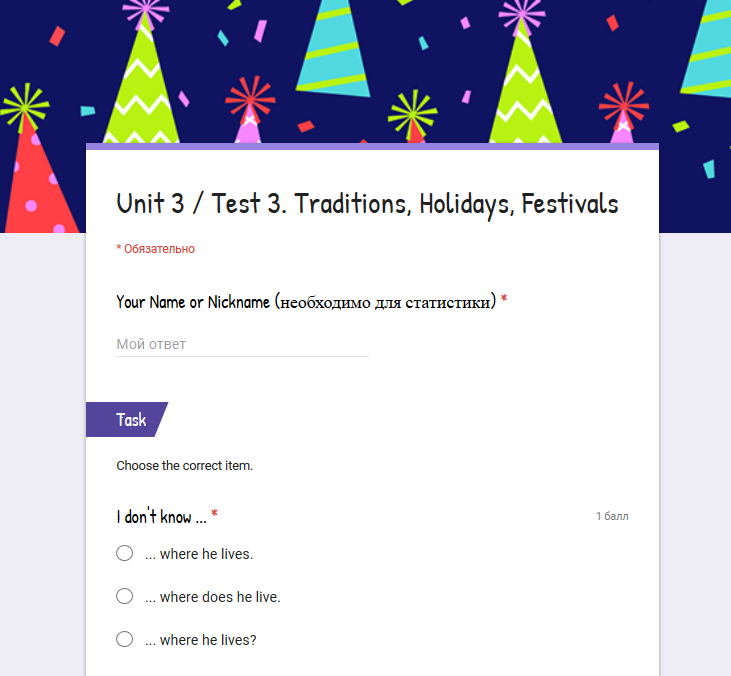 Unit 3 / Test 3. Traditions, Holidays, Festivals
* Обязательно
Your Name or Nickname (необходимо для статистики) *
Мой ответ
Task
Choose the correct item.
I don't know ... *
1 балл
... where he lives.
... where does he live.
... where he lives?